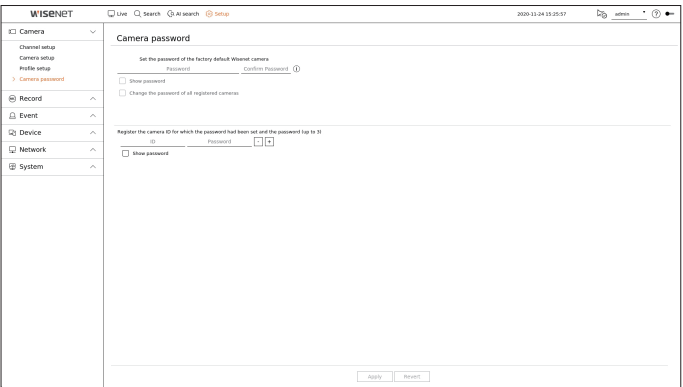 WISENET
Live Search AI search Setup 2020-11-24 15:25:57 admin ?
Camera
Channel setup
Camera setup
Profile setup
> Camera password
Record
Event
Device
Network
System
Camera password
Set the password of the factory default Wisenet camera
Password Confirm Password i
Show password
Change the password of all registered cameras
Register the camera ID for which the password had been set and the password (up to 3)
ID Password - +
Show password
Apply Revert